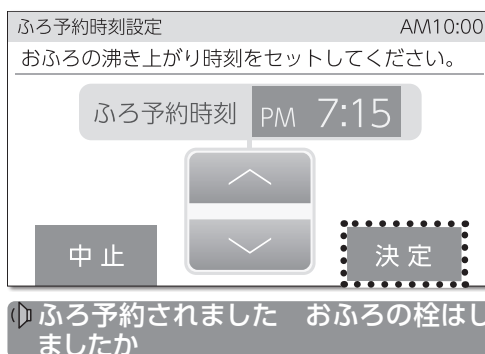 ふろ予約時刻設定 AM10:00
おふろの沸き上がり時刻をセットしてください。
ふろ予約時刻 PM 7:15
中止 決定
ふろ予約されました おふろの栓はし
ましたか